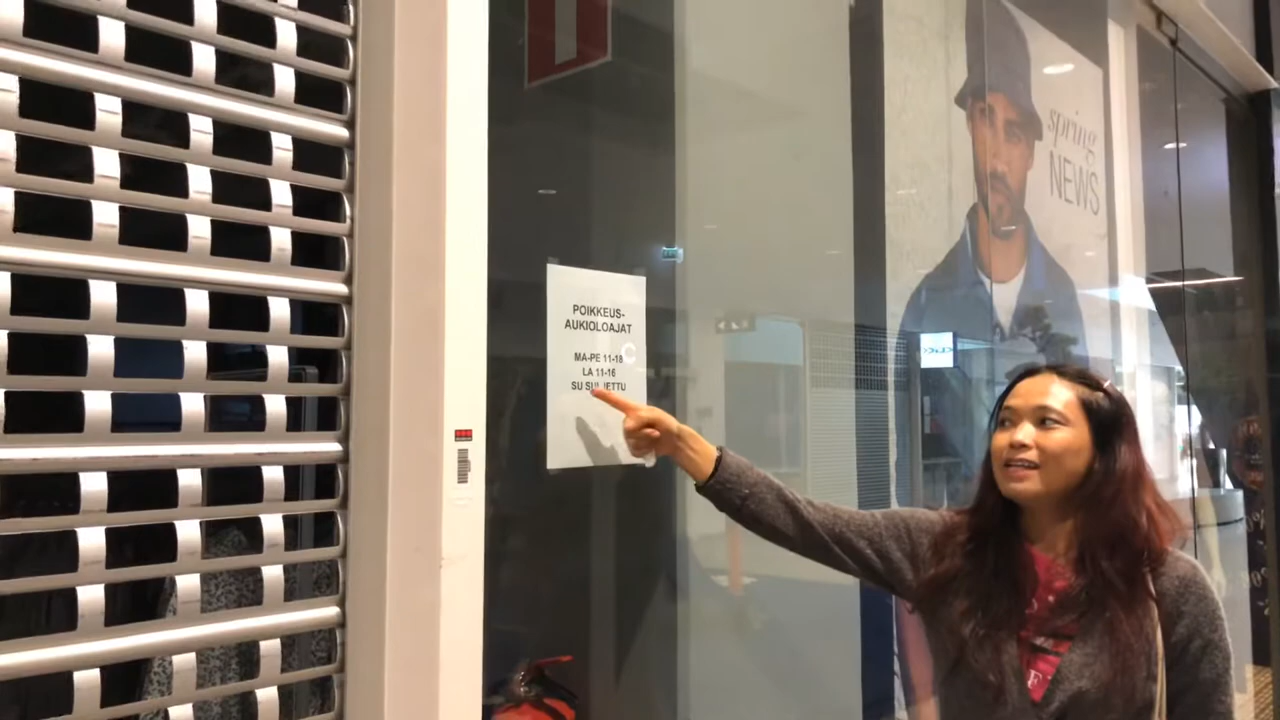 POIKKEUS-
AUKIOLOAJAT
MA-PE 11-18
LA 11-16
SU SULJETTU
spring
NEWS